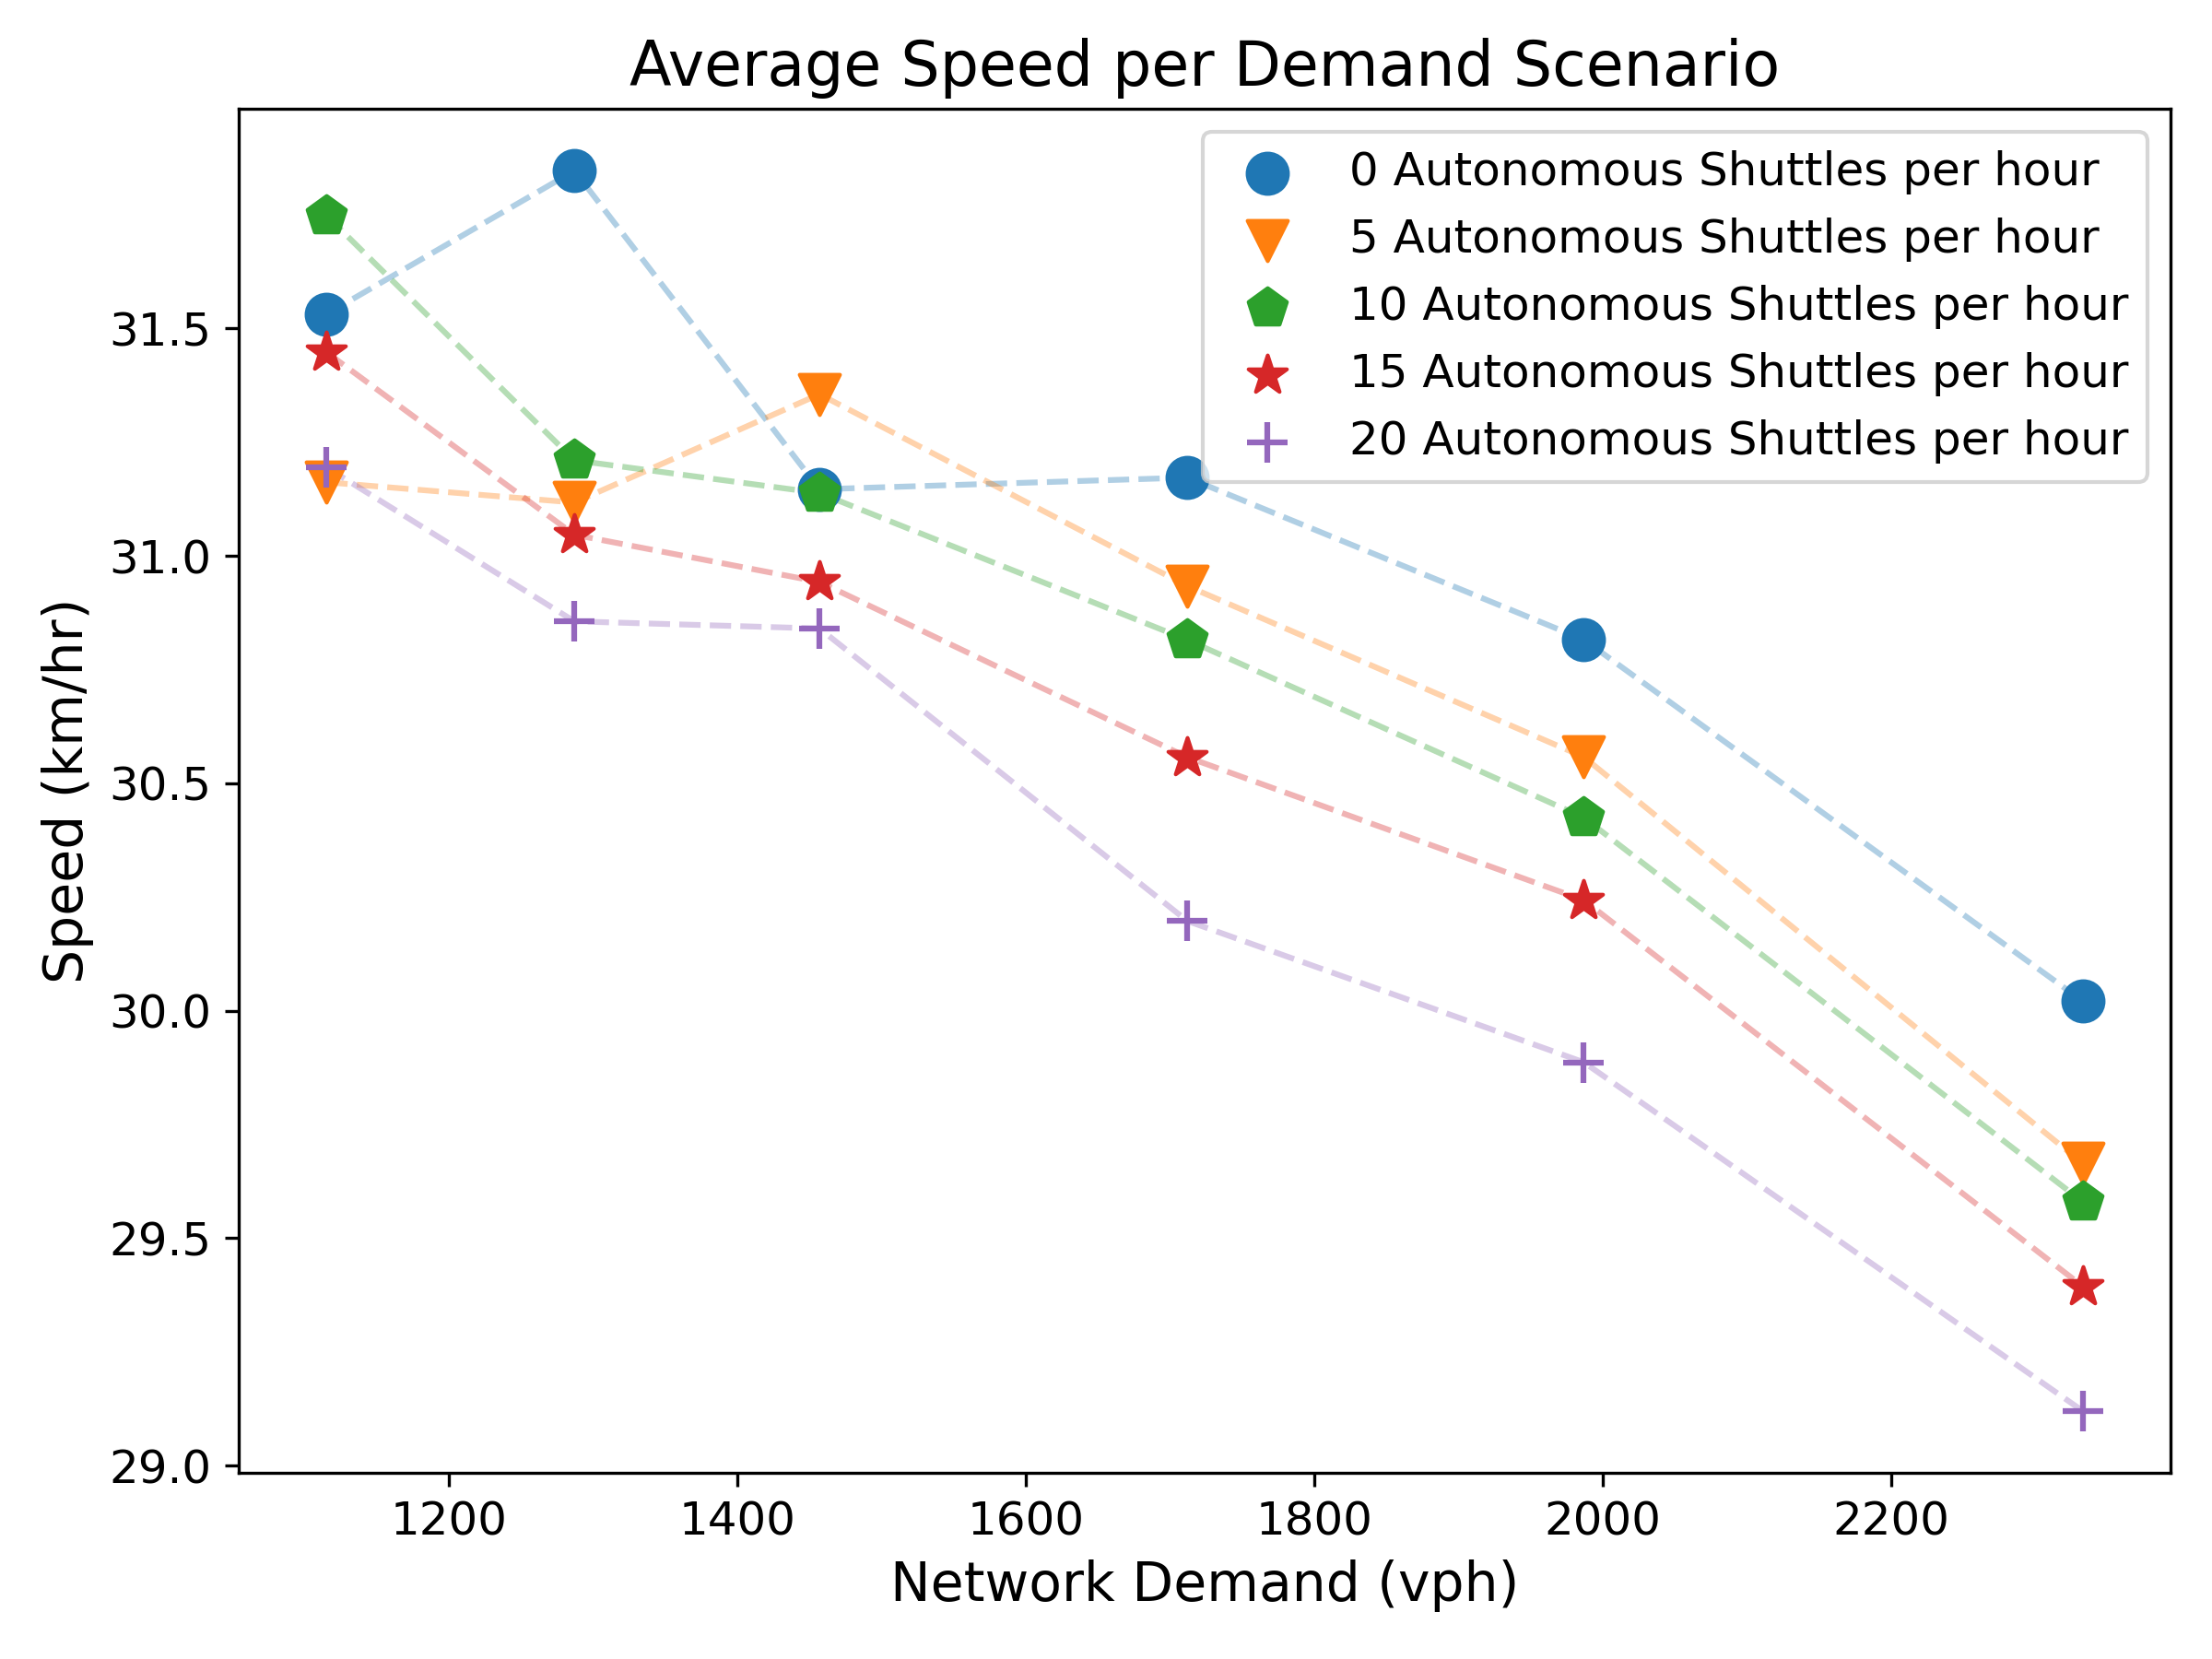 Average Speed per Demand Scenario
0 Autonomous Shuttles per hour
5 Autonomous Shuttles per hour
10 Autonomous Shuttles per hour
15 Autonomous Shuttles per hour
20 Autonomous Shuttles per hour
Speed (km/hr)
31.5
31.0
30.5
30.0
29.5
29.0
1200 1400 1600 1800 2000 2200
Network Demand (vph)